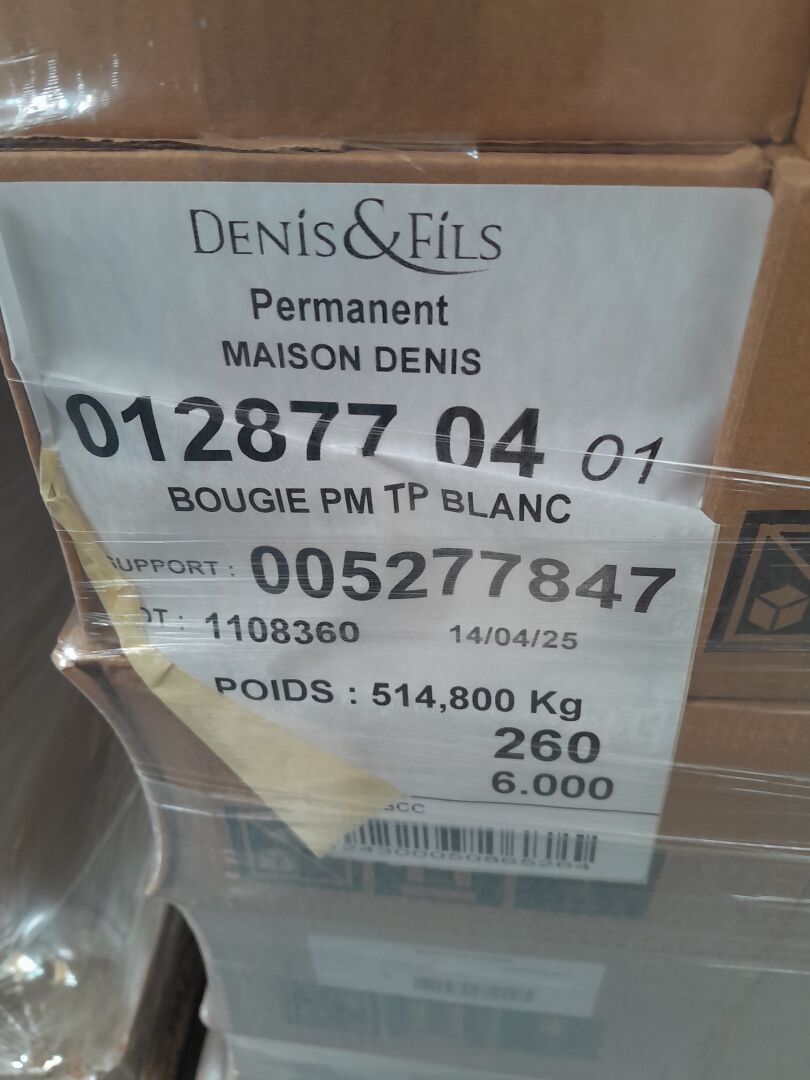 DENIS&FILS
Permanent
MAISON DENIS
012877 04 01
BOUGIE PM TP BLANC
SUPPORT : 005277847
OT : 1108360 14/04/25
POIDS : 514,800 Kg
260
6.000